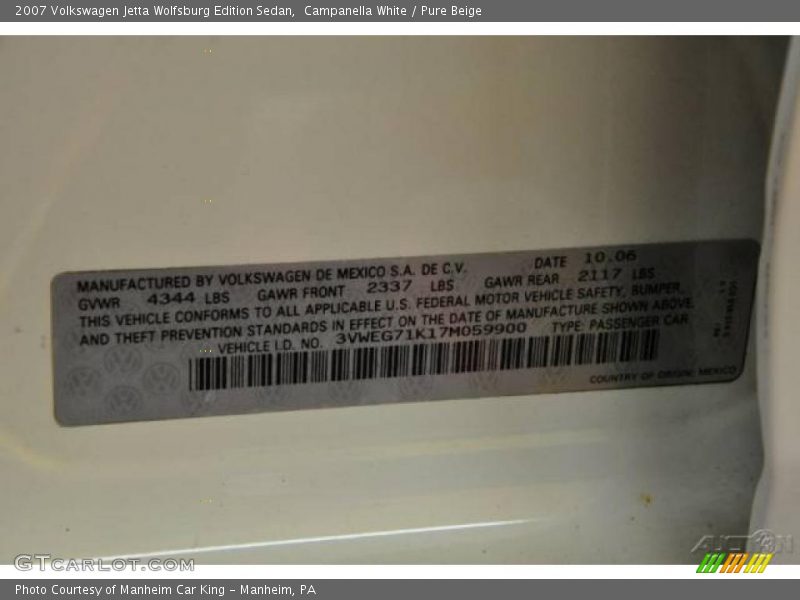 2007 Volkswagen Jetta Wolfsburg Edition Sedan, Campanella White / Pure Beige
MANUFACTURED BY VOLKSWAGEN DE MEXICO S.A. DE C.V. DATE 10.06
GVWR 4344 LBS GAWR FRONT 2337 LBS GAWR REAR 2117 LBS
THIS VEHICLE CONFORMS TO ALL APPLICABLE U.S. FEDERAL MOTOR VEHICLE SAFETY, BUMPER,
AND THEFT PREVENTION STANDARDS IN EFFECT ON THE DATE OF MANUFACTURE SHOWN ABOVE.
VEHICLE I.D. NO. 3VWEG71K17M059900 TYPE: PASSENGER CAR
COUNTRY OF ORIGIN: MEXICO
GTCarLot.com
Photo Courtesy of Manheim Car King - Manheim, PA